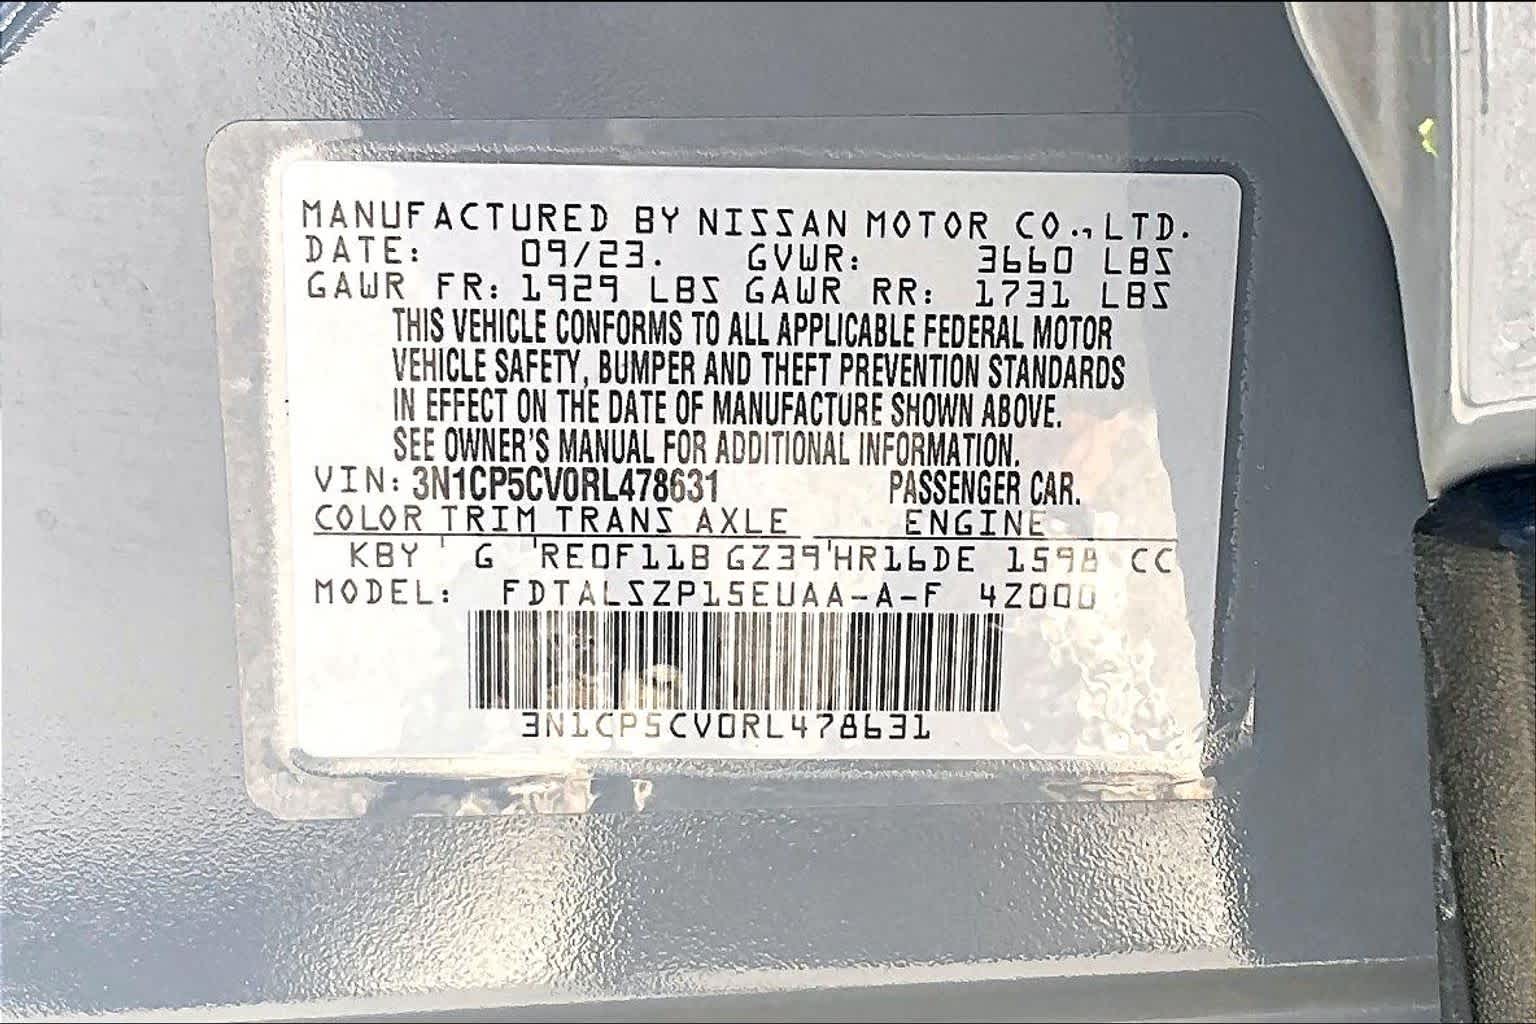 MANUFACTURED BY NISSAN MOTOR CO., LTD.
DATE: 09/23. GVWR: 3660 LBS
GAWR FR: 1929 LBS GAWR RR: 1731 LBS
THIS VEHICLE CONFORMS TO ALL APPLICABLE FEDERAL MOTOR
VEHICLE SAFETY, BUMPER AND THEFT PREVENTION STANDARDS
IN EFFECT ON THE DATE OF MANUFACTURE SHOWN ABOVE.
SEE OWNER'S MANUAL FOR ADDITIONAL INFORMATION.
VIN: 3N1CP5CV0RL478631 PASSENGER CAR.
COLOR TRIM TRANS AXLE ENGINE
KBY ' G ' RE0F11B GZ39 ' HR16DE 1598 CC
MODEL: FDTALSZP15EUAA-A-F 4Z000
3N1CP5CV0RL478631